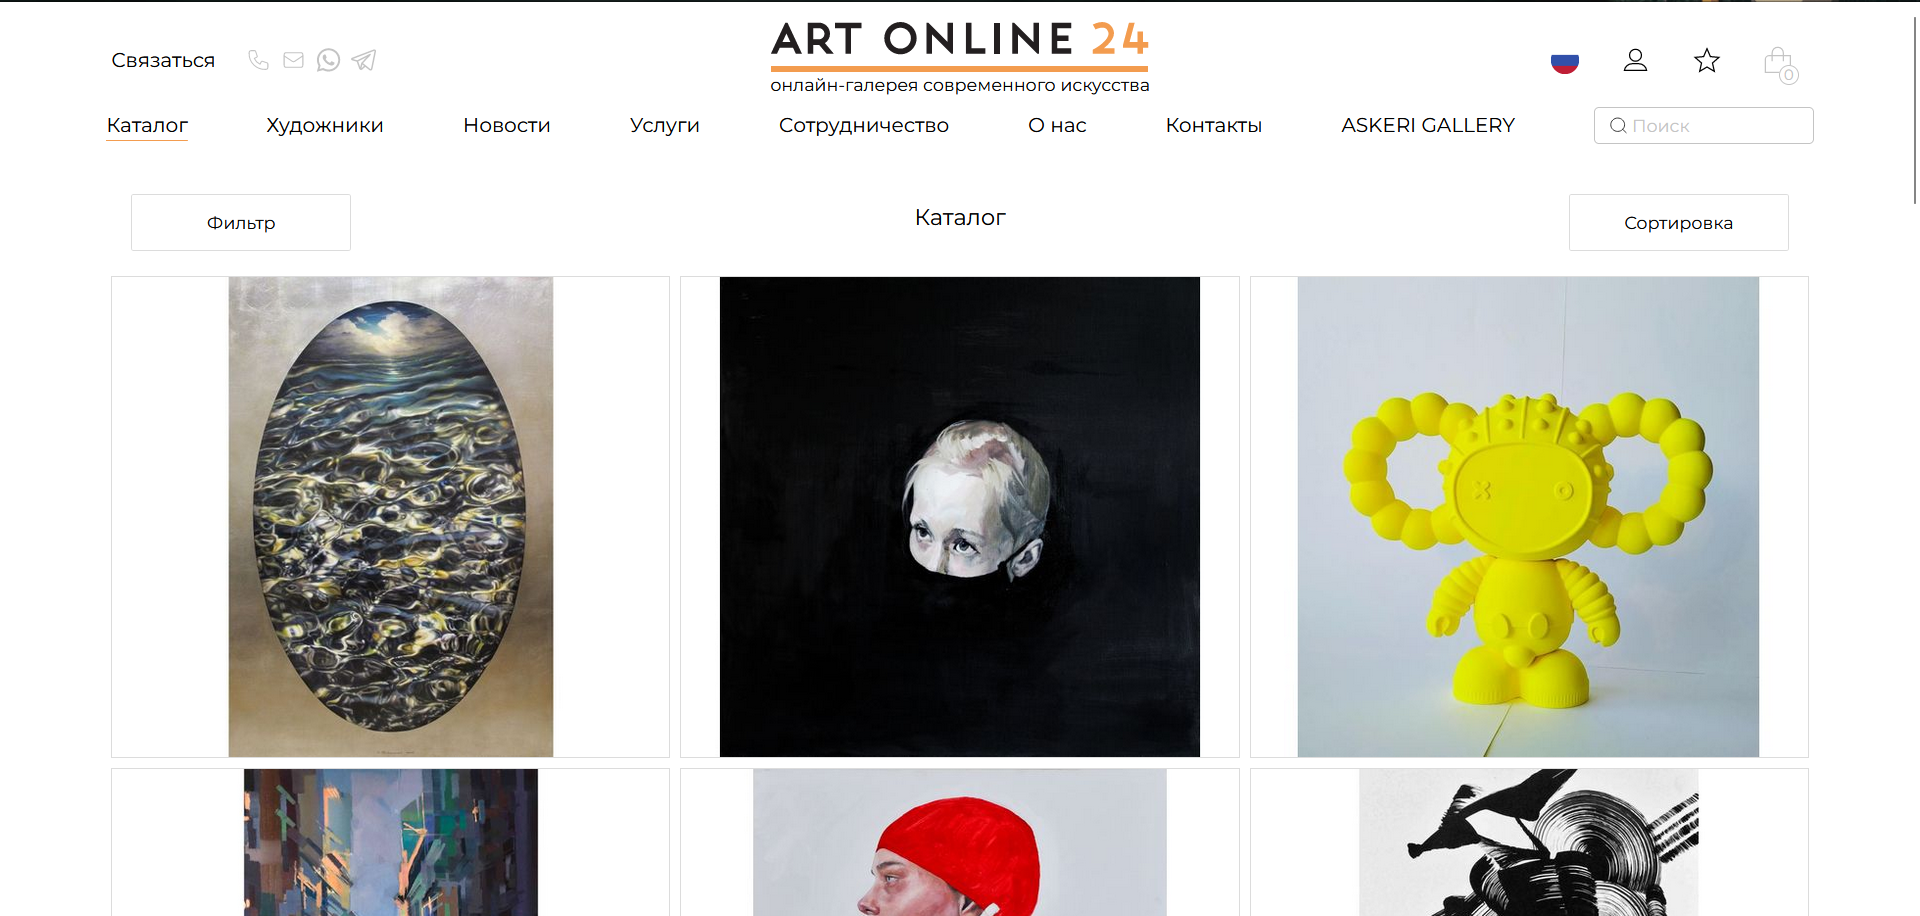 ART ONLINE 24
онлайн-галерея современного искусства
Связаться
0
Каталог
Художники
Новости
Услуги
Сотрудничество
О нас
Контакты
ASKERI GALLERY
Поиск
Фильтр
Каталог
Сортировка